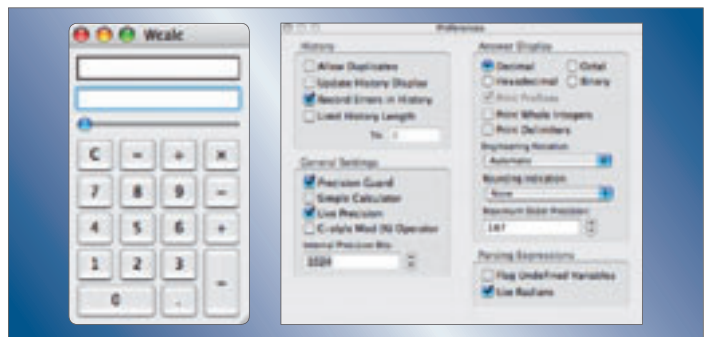 Wcalc
C = ÷ ×
7 8 9 −
4 5 6 +
1 2 3
0 .
Preferences
History
Allow Duplicates
Update History Display
Record Errors in History
Limit History Length
To:
General Settings
Precision Guard
Simple Calculator
Live Precision
C-style Mod (%) Operator
Internal Precision Bits:
1024
Answer Display
Decimal Octal
Hexadecimal Binary
Print Prefixes
Print Whole Integers
Print Delimiters
Engineering Notation
Automatic
Rounding Indication
None
Maximum Slider Precision:
Parsing Expressions
Flag Undefined Variables
Use Radians